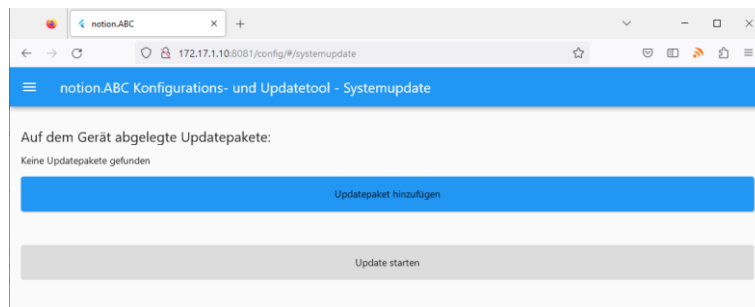 notion.ABC
172.17.1.10:8081/config/#/systemupdate
notion.ABC Konfigurations- und Updatetool - Systemupdate
Auf dem Gerät abgelegte Updatepakete:
Keine Updatepakete gefunden
Updatepaket hinzufügen
Update starten